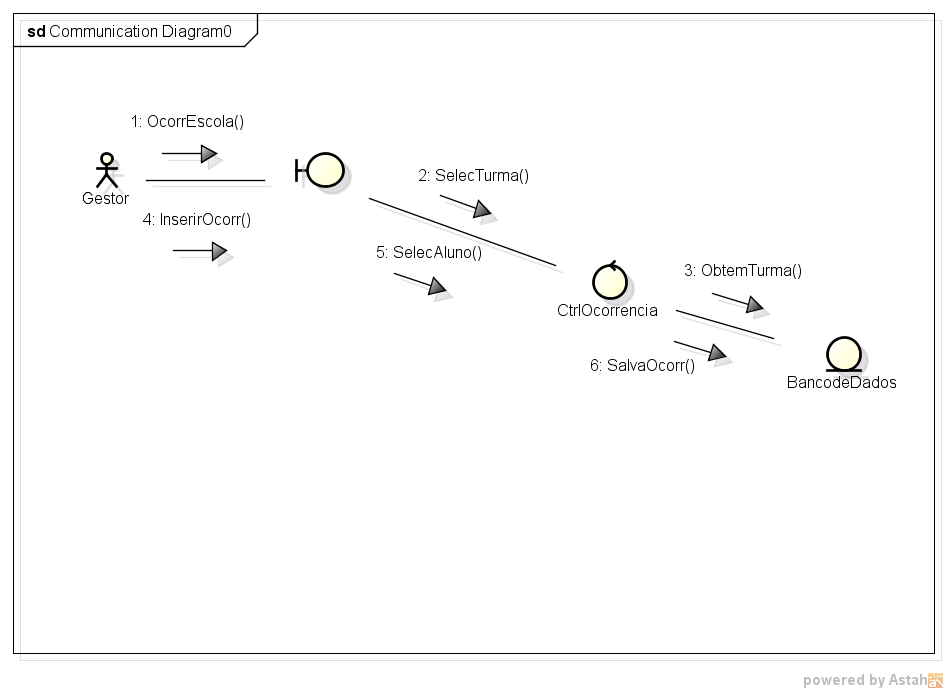 sd Communication Diagram0
1: OcorrEscola()
Gestor
2: SelecTurma()
4: InserirOcorr()
5: SelecAluno()
CtrlOcorrencia
3: ObtemTurma()
6: SalvaOcorr()
BancodeDados
powered by Astah